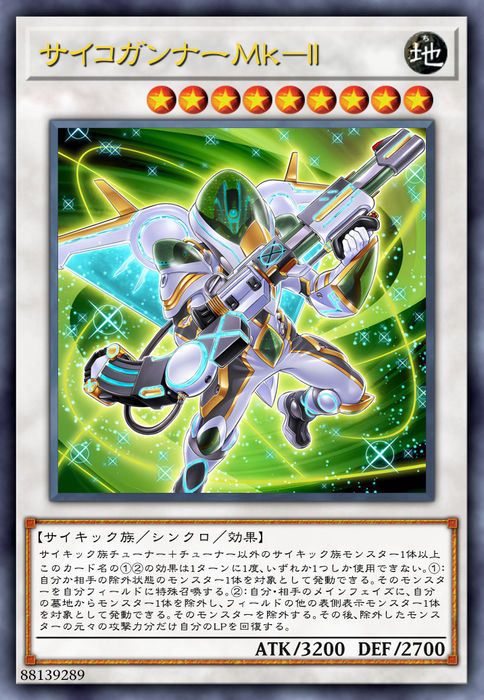 サイコガンナーMk-II
ち
地
【サイキック族／シンクロ／効果】
サイキック族チューナー＋チューナー以外のサイキック族モンスター1体以上
このカード名の①②の効果は1ターンに1度、いずれか1つしか使用できない。①：
自分か相手の除外状態のモンスター1体を対象として発動できる。そのモンスター
を自分フィールドに特殊召喚する。②：自分・相手のメインフェイズに、自分
の墓地からモンスター1体を除外し、フィールドの他の表側表示モンスター1体
を対象として発動できる。そのモンスターを除外する。その後、除外したモンス
ターの元々の攻撃力分だけ自分のLPを回復する。
ATK/3200 DEF/2700
88139289